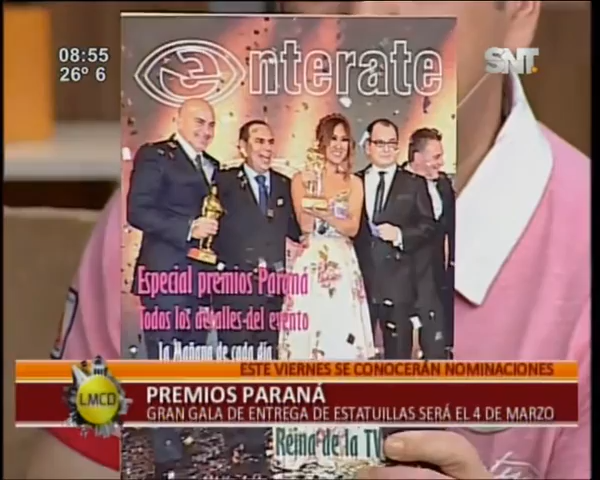 08:55
26° 6
SNT
enterate
Especial premios Paraná
Todos los detalles del evento
La Mañana de cada día
ESTE VIERNES SE CONOCERÁN NOMINACIONES
LMCD
PREMIOS PARANÁ
GRAN GALA DE ENTREGA DE ESTATUILLAS SERÁ EL 4 DE MARZO
Reina de la TV